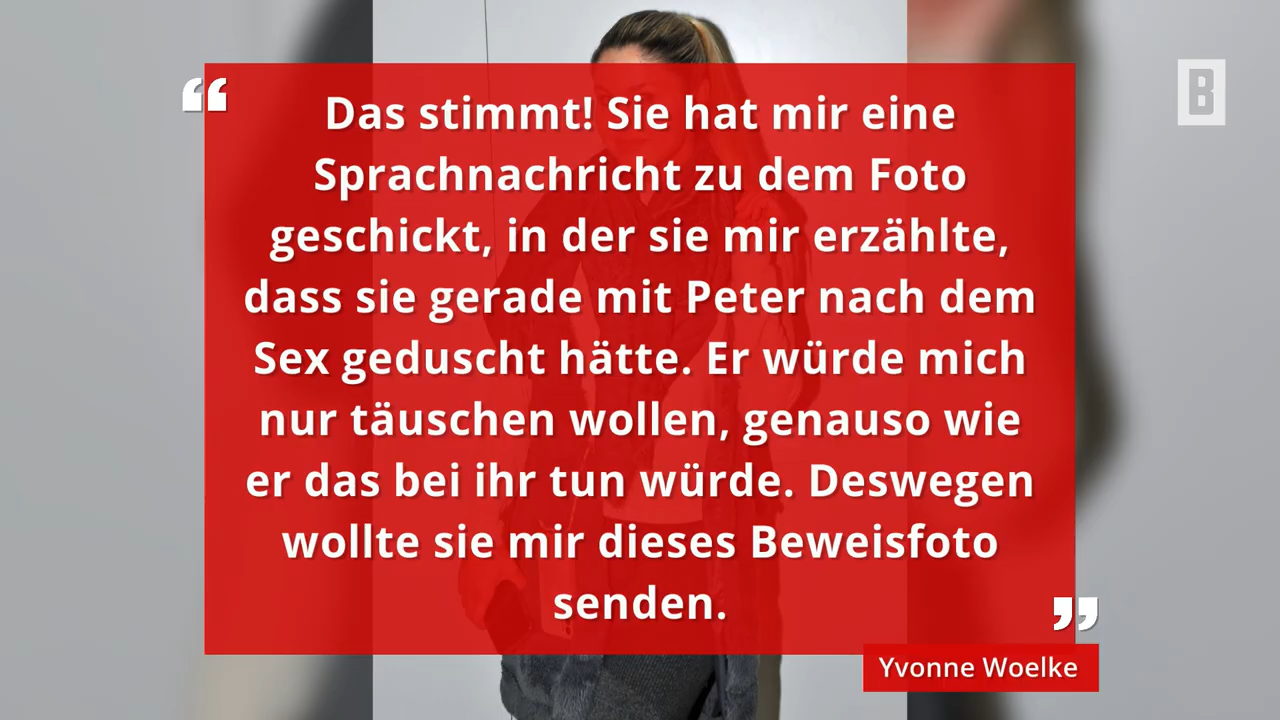 B
“
Das stimmt! Sie hat mir eine
Sprachnachricht zu dem Foto
geschickt, in der sie mir erzählte,
dass sie gerade mit Peter nach dem
Sex geduscht hätte. Er würde mich
nur täuschen wollen, genauso wie
er das bei ihr tun würde. Deswegen
wollte sie mir dieses Beweisfoto
senden.
”
Yvonne Woelke